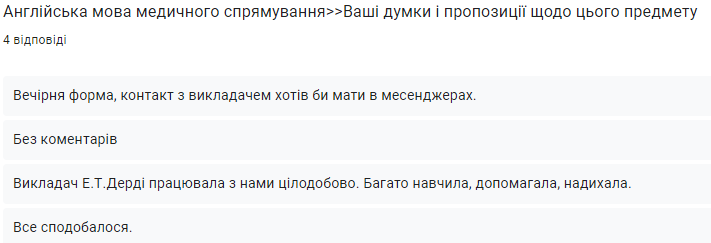 Англійська мова медичного спрямування>>Ваші думки і пропозиції щодо цього предмету
4 відповіді
Вечірня форма, контакт з викладачем хотів би мати в месенджерах.
Без коментарів
Викладач Е.Т.Дерді працювала з нами цілодобово. Багато навчила, допомагала, надихала.
Все сподобалося.